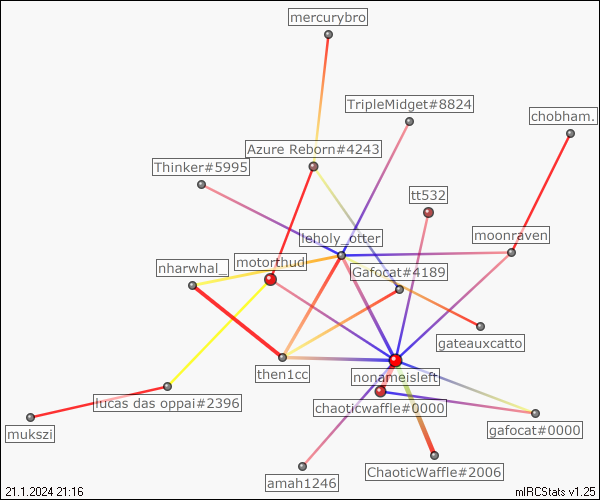 mercurybro
TripleMidget#8824
chobham.
Azure Reborn#4243
Thinker#5995
tt532
leholy_otter
moonraven
motorthud
nharwhal_
Gafocat#4189
gateauxcatto
then1cc
nonameisleft
lucas das oppai#2396
chaoticwaffle#0000
mukszi
gafocat#0000
ChaoticWaffle#2006
amah1246
21.1.2024 21:16
mIRCStats v1.25